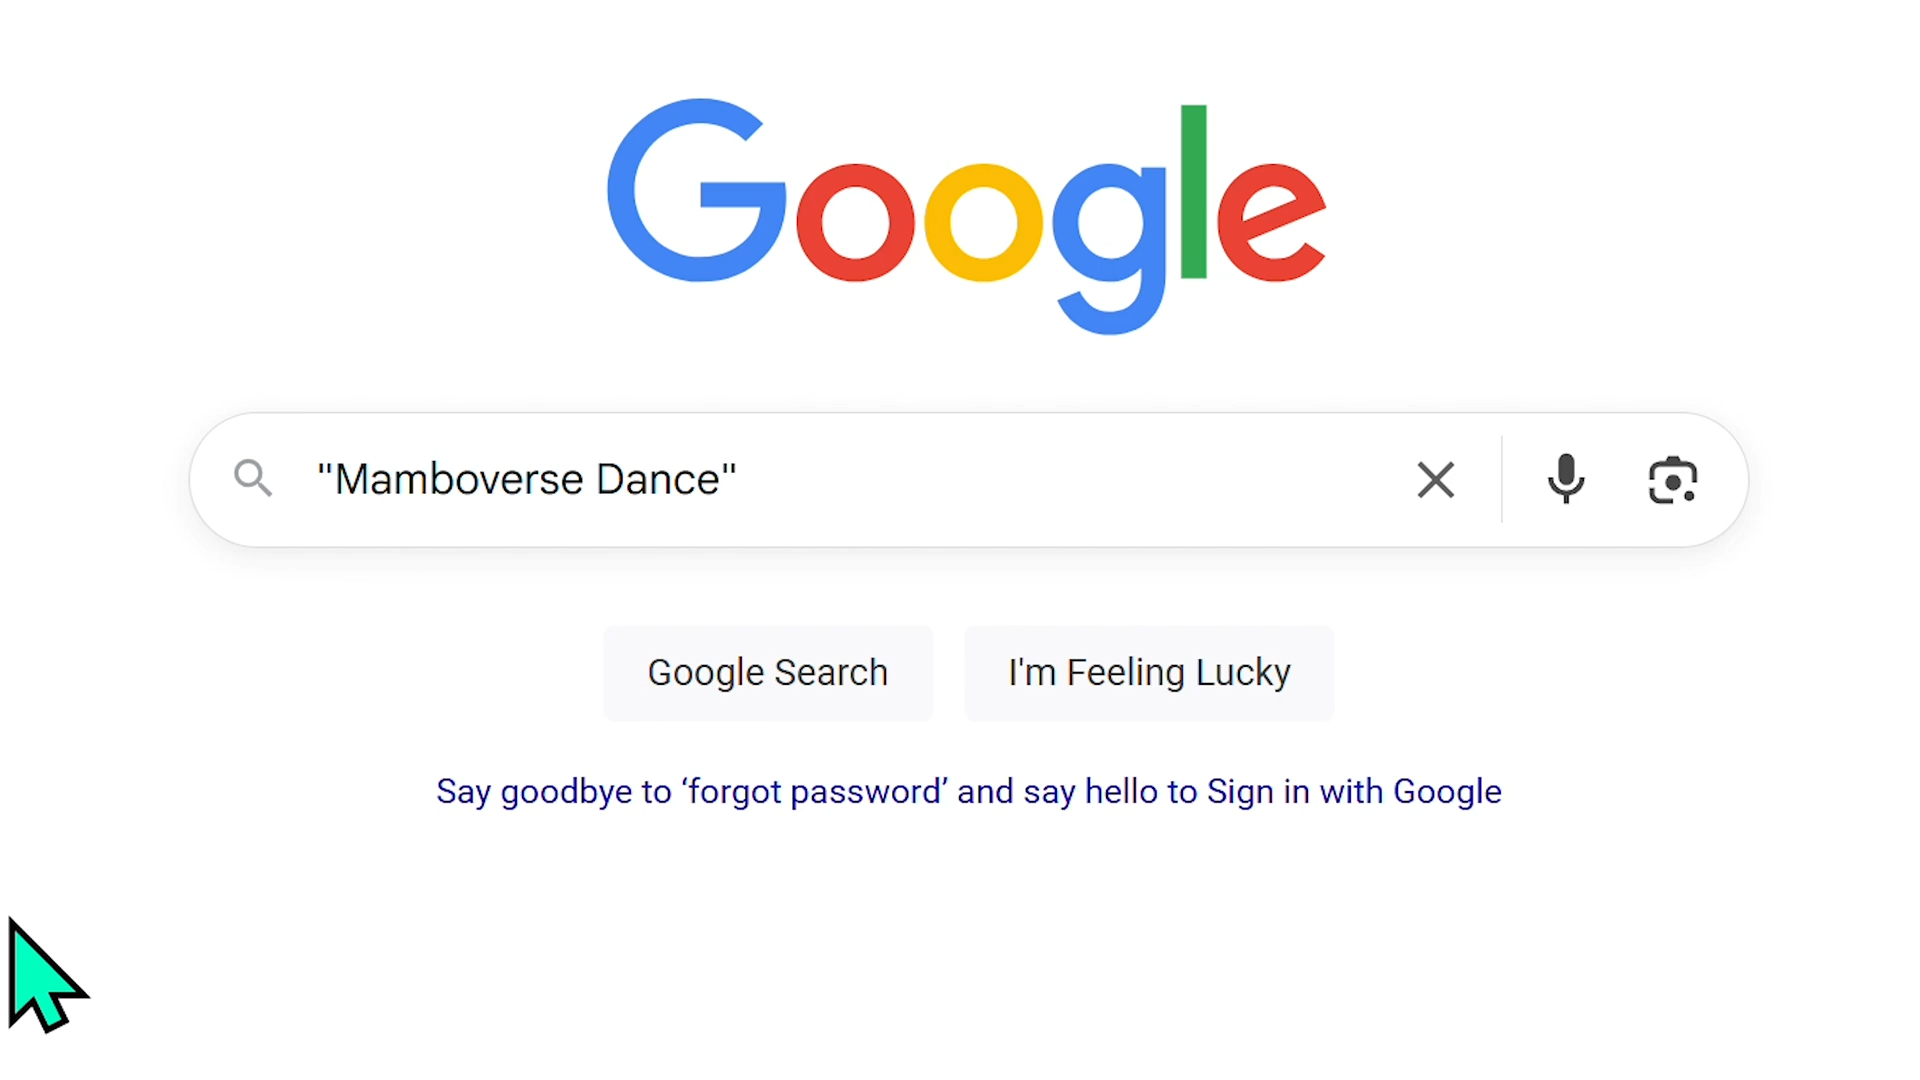 Google
"Mamboverse Dance"
Google Search
I'm Feeling Lucky
Say goodbye to ‘forgot password’ and say hello to Sign in with Google